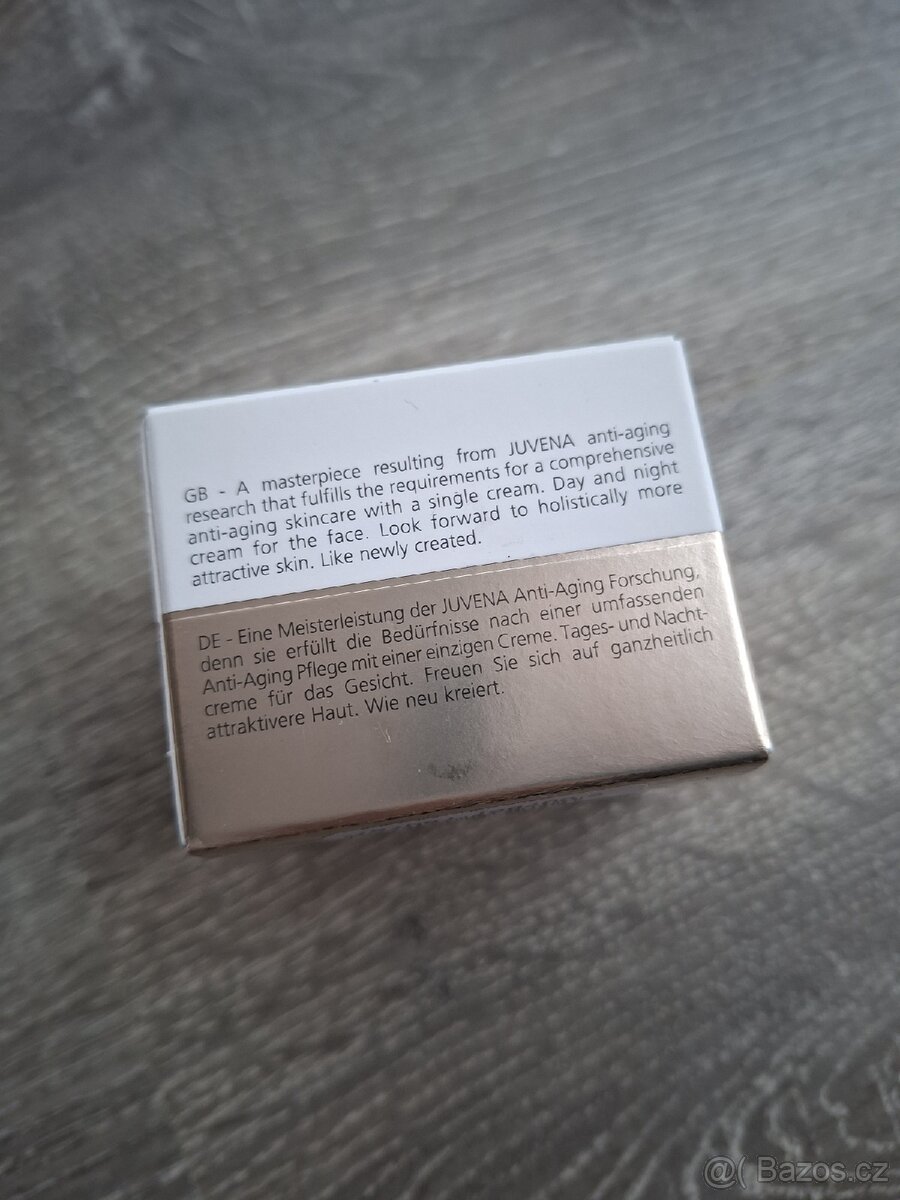 GB - A masterpiece resulting from JUVENA anti-aging
research that fulfills the requirements for a comprehensive
anti-aging skincare with a single cream. Day and night
cream for the face. Look forward to holistically more
attractive skin. Like newly created.
DE - Eine Meisterleistung der JUVENA Anti-Aging Forschung,
denn sie erfüllt die Bedürfnisse nach einer umfassenden
Anti-Aging Pflege mit einer einzigen Creme. Tages- und Nacht-
creme für das Gesicht. Freuen Sie sich auf ganzheitlich
attraktivere Haut. Wie neu kreiert.
@( Bazos.cz